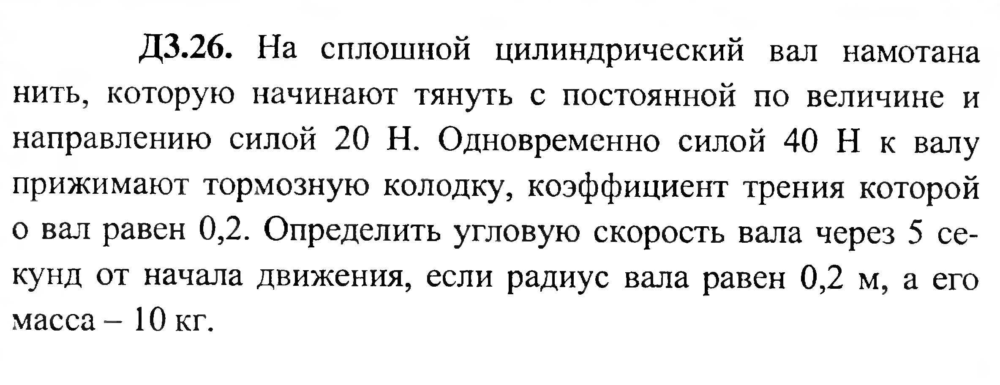 Д3.26. На сплошной цилиндрический вал намотана
нить, которую начинают тянуть с постоянной по величине и
направлению силой 20 Н. Одновременно силой 40 Н к валу
прижимают тормозную колодку, коэффициент трения которой
о вал равен 0,2. Определить угловую скорость вала через 5 се-
кунд от начала движения, если радиус вала равен 0,2 м, а его
масса – 10 кг.